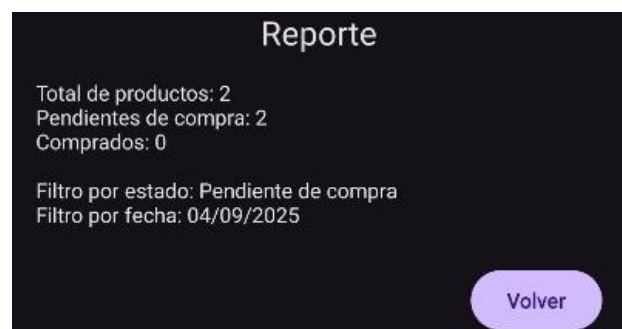 Reporte
Total de productos: 2
Pendientes de compra: 2
Comprados: 0
Filtro por estado: Pendiente de compra
Filtro por fecha: 04/09/2025
Volver